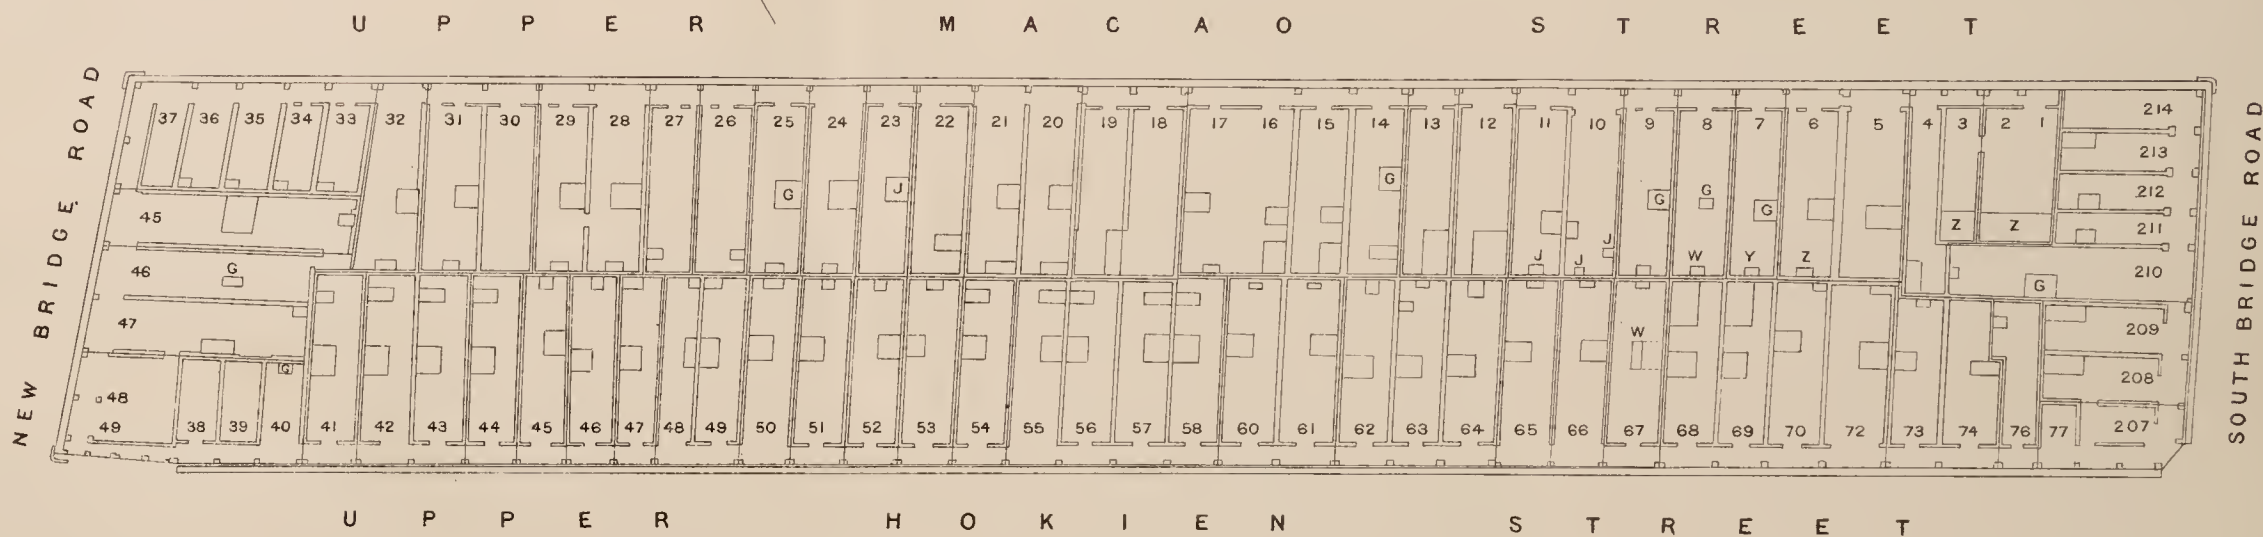 UPPER MACAO STREET
NEW BRIDGE ROAD
SOUTH BRIDGE ROAD
37 36 35 34 33 32 31 30 29 28 27 26 25 24 23 22 21 20 19 18 17 16 15 14 13 12 11 10 9 8 7 6 5 4 3 2 1
214
213
212
211
210
209
208
207
45
46
47
48
49
G
G
J
G
G
G
G
Z
Z
J
J
J
W
Y
Z
G
W
G
38 39 40 41 42 43 44 45 46 47 48 49 50 51 52 53 54 55 56 57 58 60 61 62 63 64 65 66 67 68 69 70 72 73 74 76 77
UPPER HOKIEN STREET